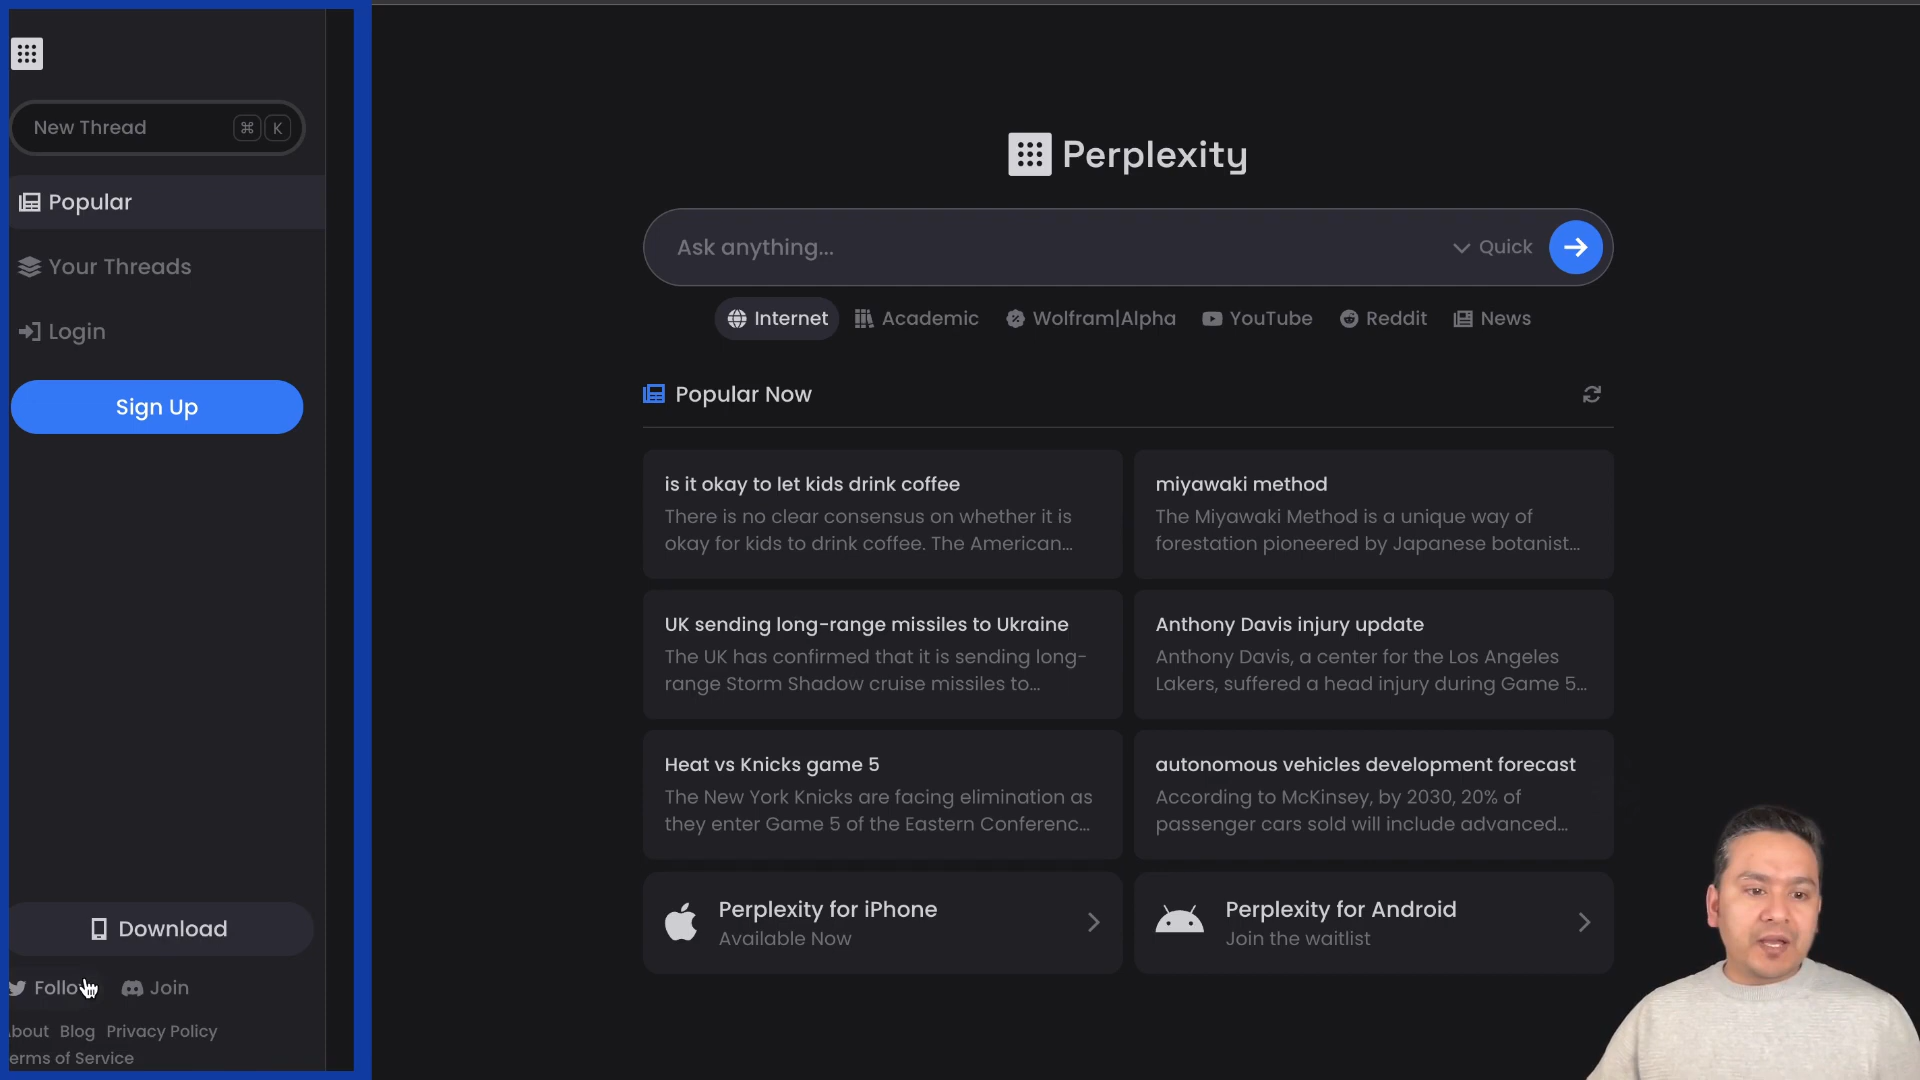 New Thread ⌘ K
Popular
Your Threads
Login
Sign Up
Download
Join
Blog Privacy Policy
Perplexity
Ask anything... Quick
Internet Academic Wolfram|Alpha YouTube Reddit News
Popular Now
is it okay to let kids drink coffee
There is no clear consensus on whether it is
okay for kids to drink coffee. The American...
miyawaki method
The Miyawaki Method is a unique way of
forestation pioneered by Japanese botanist...
UK sending long-range missiles to Ukraine
The UK has confirmed that it is sending long-
range Storm Shadow cruise missiles to...
Anthony Davis injury update
Anthony Davis, a center for the Los Angeles
Lakers, suffered a head injury during Game 5...
Heat vs Knicks game 5
The New York Knicks are facing elimination as
they enter Game 5 of the Eastern Conferenc...
autonomous vehicles development forecast
According to McKinsey, by 2030, 20% of
passenger cars sold will include advanced...
Perplexity for iPhone
Available Now
Perplexity for Android
Join the waitlist
of Service